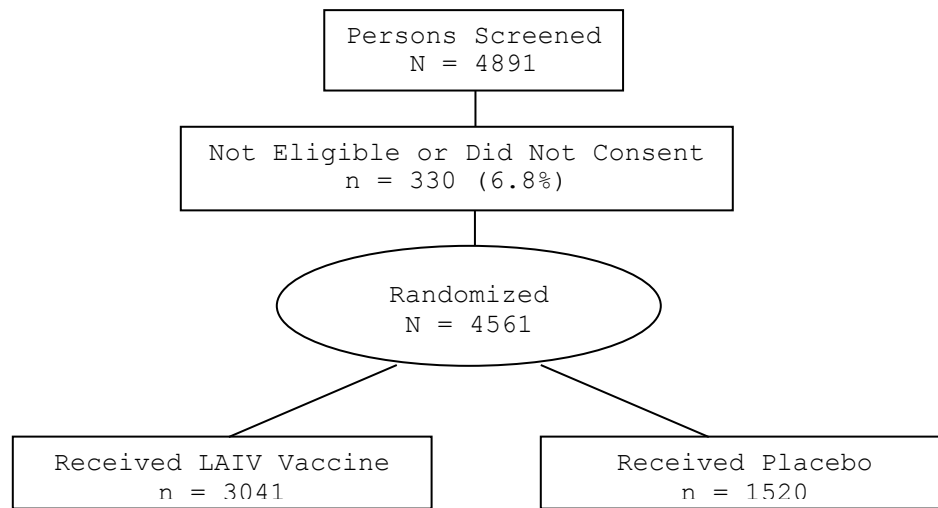 Persons Screened
N = 4891
Not Eligible or Did Not Consent
n = 330 (6.8%)
Randomized
N = 4561
Received LAIV Vaccine
n = 3041
Received Placebo
n = 1520